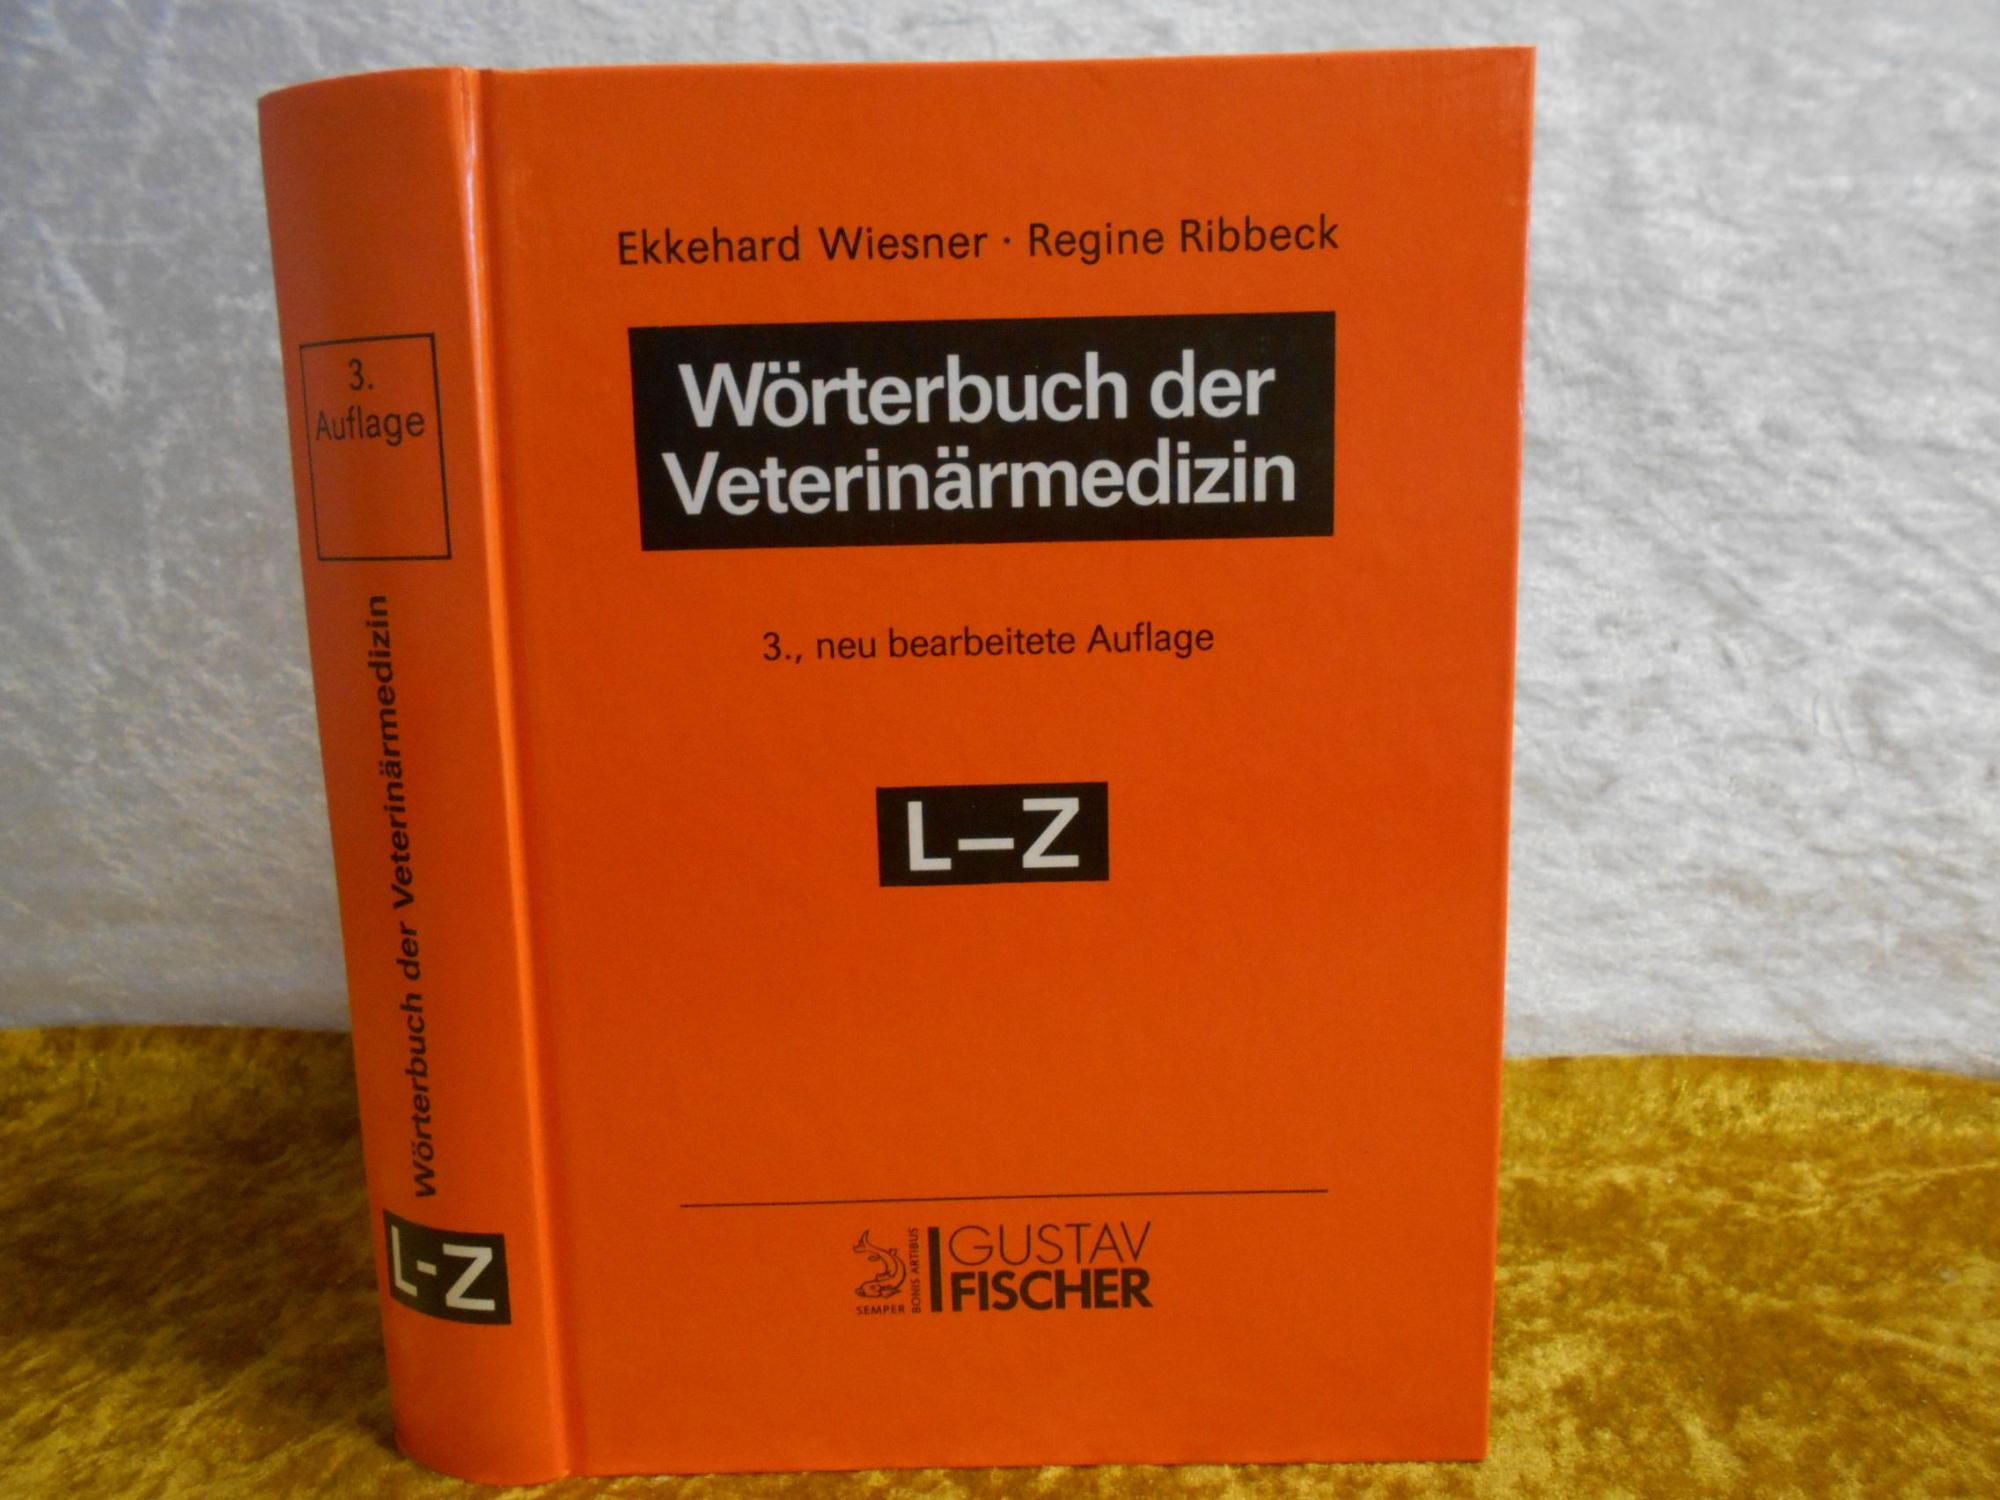 3.
Auflage
Wörterbuch der Veterinärmedizin
L-Z
Ekkehard Wiesner · Regine Ribbeck
Wörterbuch der
Veterinärmedizin
3., neu bearbeitete Auflage
L–Z
SEMPER
BONIS ARTIBUS
GUSTAV
FISCHER